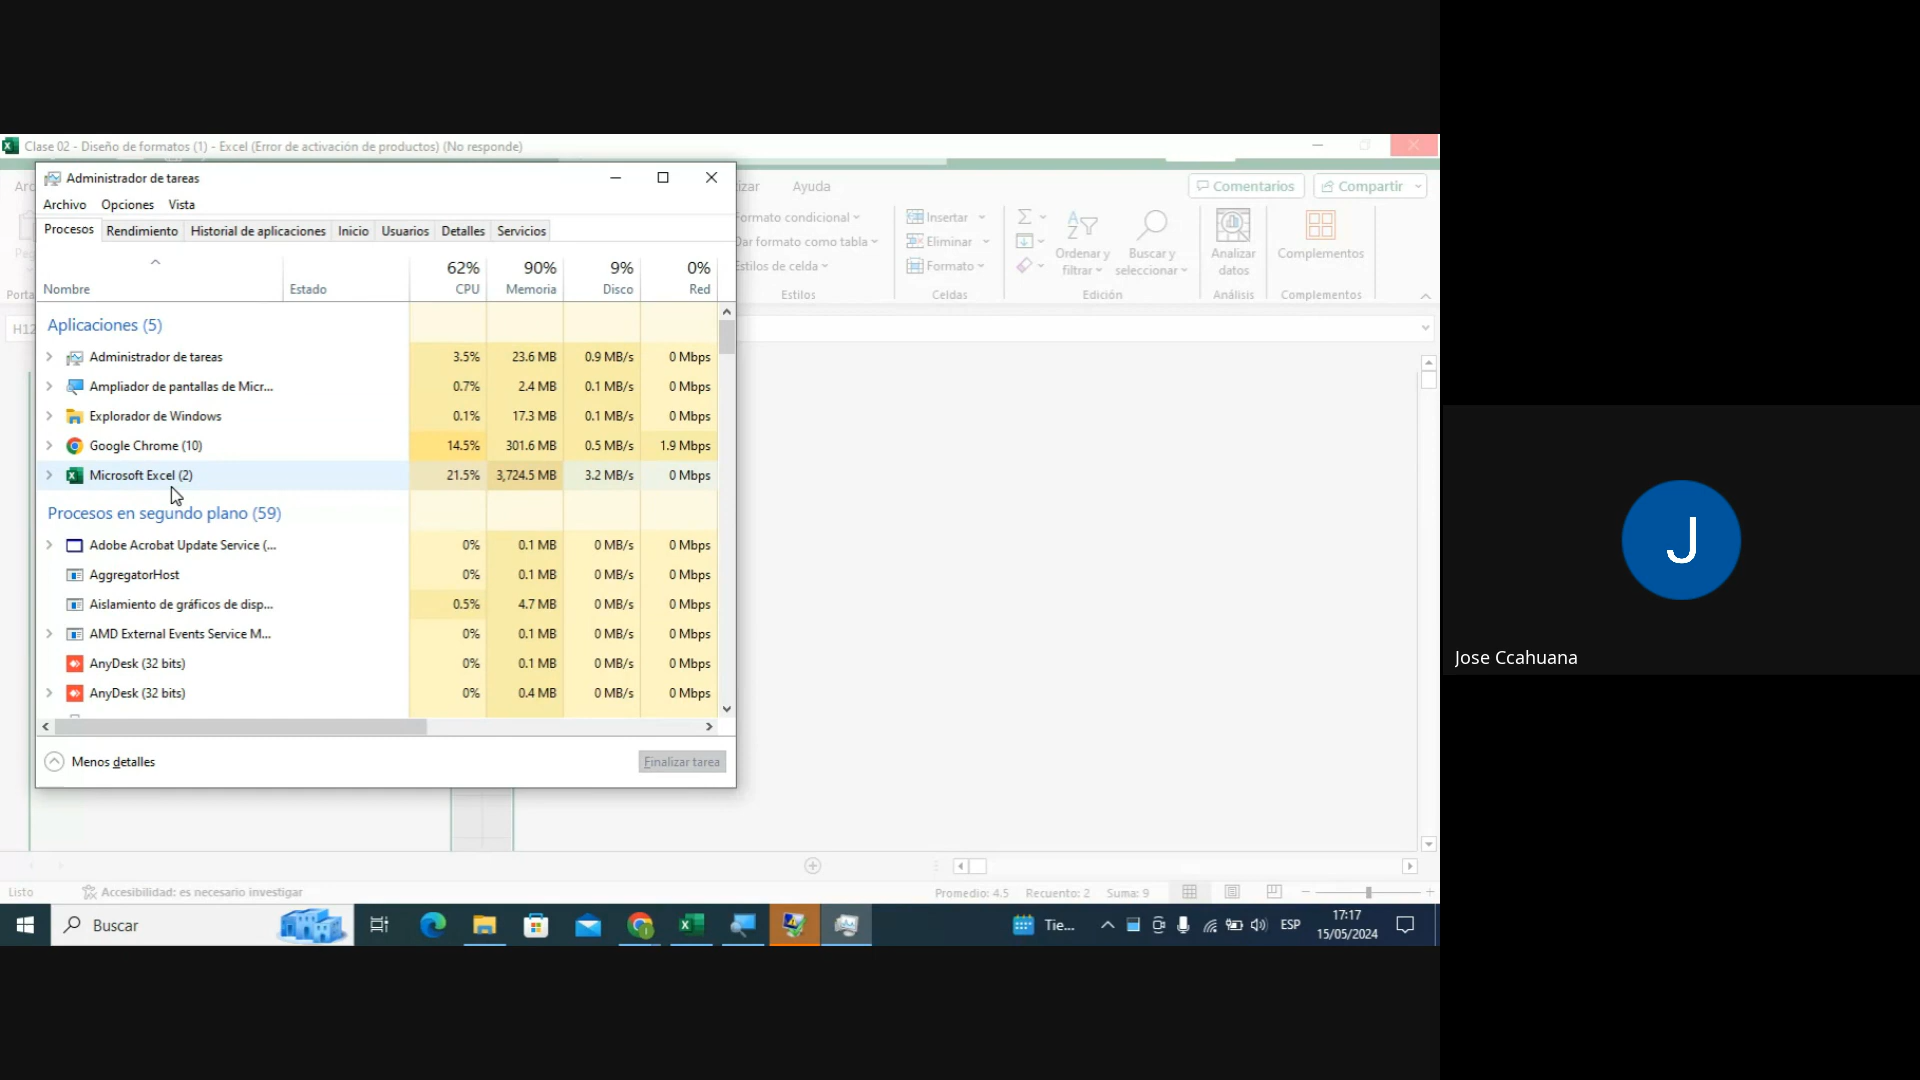 Clase 02 - Diseño de formatos (1) - Excel (Error de activación de productos) (No responde)
Administrador de tareas
Archivo Opciones Vista
Procesos Rendimiento Historial de aplicaciones Inicio Usuarios Detalles Servicios
62% 90% 9% 0%
Nombre Estado CPU Memoria Disco Red
Aplicaciones (5)
Administrador de tareas 3.5% 23.6 MB 0.9 MB/s 0 Mbps
Ampliador de pantallas de Micr... 0.7% 2.4 MB 0.1 MB/s 0 Mbps
Explorador de Windows 0.1% 17.3 MB 0.1 MB/s 0 Mbps
Google Chrome (10) 14.5% 301.6 MB 0.5 MB/s 1.9 Mbps
Microsoft Excel (2) 21.5% 3,724.5 MB 3.2 MB/s 0 Mbps
Procesos en segundo plano (59)
Adobe Acrobat Update Service (... 0% 0.1 MB 0 MB/s 0 Mbps
AggregatorHost 0% 0.1 MB 0 MB/s 0 Mbps
Aislamiento de gráficos de disp... 0.5% 4.7 MB 0 MB/s 0 Mbps
AMD External Events Service M... 0% 0.1 MB 0 MB/s 0 Mbps
AnyDesk (32 bits) 0% 0.1 MB 0 MB/s 0 Mbps
AnyDesk (32 bits) 0% 0.4 MB 0 MB/s 0 Mbps
Menos detalles Finalizar tarea
Arc
izar Ayuda Comentarios Compartir
Peg
Porta
ormato condicional Insertar
Dar formato como tabla Eliminar
Estilos de celda Formato
Ordenar y filtrar
Buscar y seleccionar
Analizar datos
Complementos
Estilos Celdas Edición Análisis Complementos
H12
Listo Accesibilidad: es necesario investigar Promedio: 4.5 Recuento: 2 Suma: 9
Buscar Tie... ESP 17:17
15/05/2024
J
Jose Ccahuana